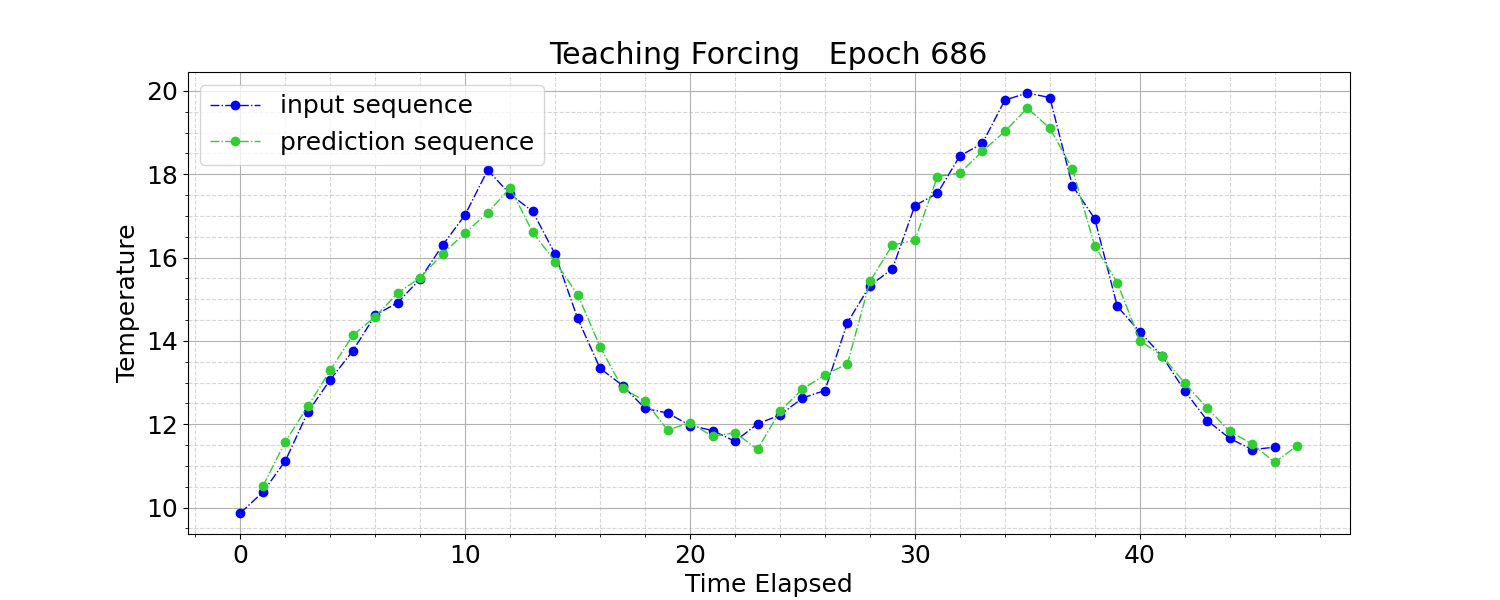 Teaching Forcing   Epoch 686
input sequence
prediction sequence
Temperature
20
18
16
14
12
10
0 10 20 30 40
Time Elapsed